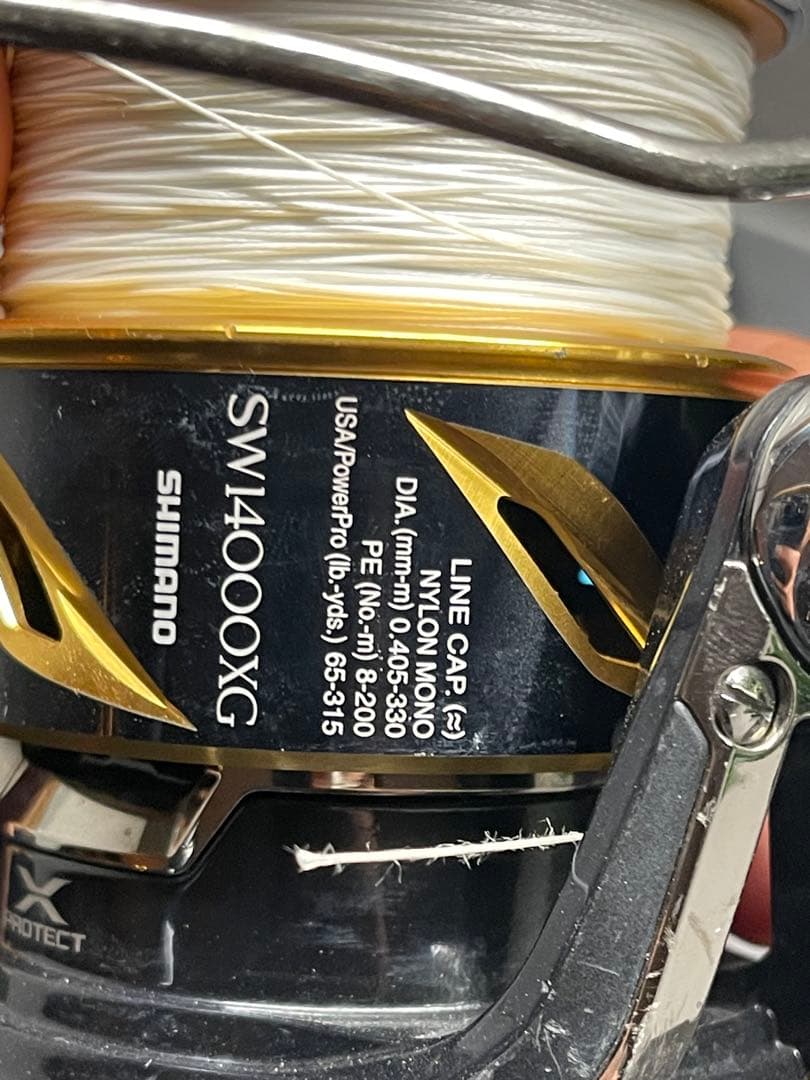 LINE CAP. (≈)
NYLON MONO
DIA. (mm-m) 0.405-330
PE (No.-m) 8-200
USA/PowerPro (lb.-yds.) 65-315
SW14000XG
SHIMANO
X
PROTECT